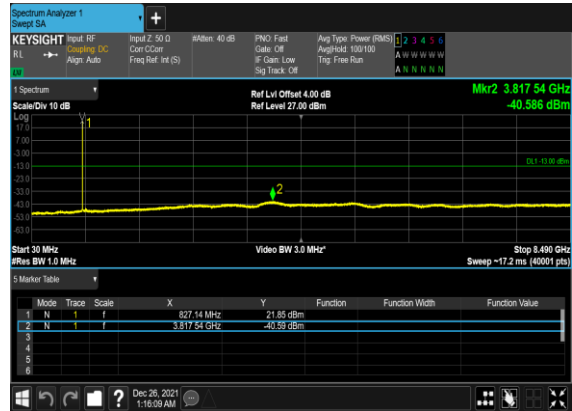 Spectrum Analyzer 1
Swept SA
KEYSIGHT Input: RF Input Z: 50 Ω #Atten: 40 dB PNO: Fast Avg Type: Power (RMS) 1 2 3 4 5 6
RL Coupling: DC Corr CCorr Gate: Off Avg|Hold: 100/100 A W W W W W
Align: Auto Freq Ref: Int (S) IF Gain: Low Trig: Free Run
Sig Track: Off A N N N N N
1 Spectrum Ref Lvl Offset 4.00 dB Mkr2 3.817 54 GHz
Scale/Div 10 dB Ref Level 27.00 dBm -40.586 dBm
Log
17.0 1
7.00
-3.00
-13.0 DL1 -13.00 dBm
-23.0
-33.0 2
-43.0
-53.0
-63.0
Start 30 MHz Video BW 3.0 MHz* Stop 8.490 GHz
#Res BW 1.0 MHz Sweep ~17.2 ms (40001 pts)
5 Marker Table
Mode Trace Scale X Y Function Function Width Function Value
1 N 1 f 827.14 MHz 21.85 dBm
2 N 1 f 3.817 54 GHz -40.59 dBm
3
4
5
6
? Dec 26, 2021
1:16:09 AM